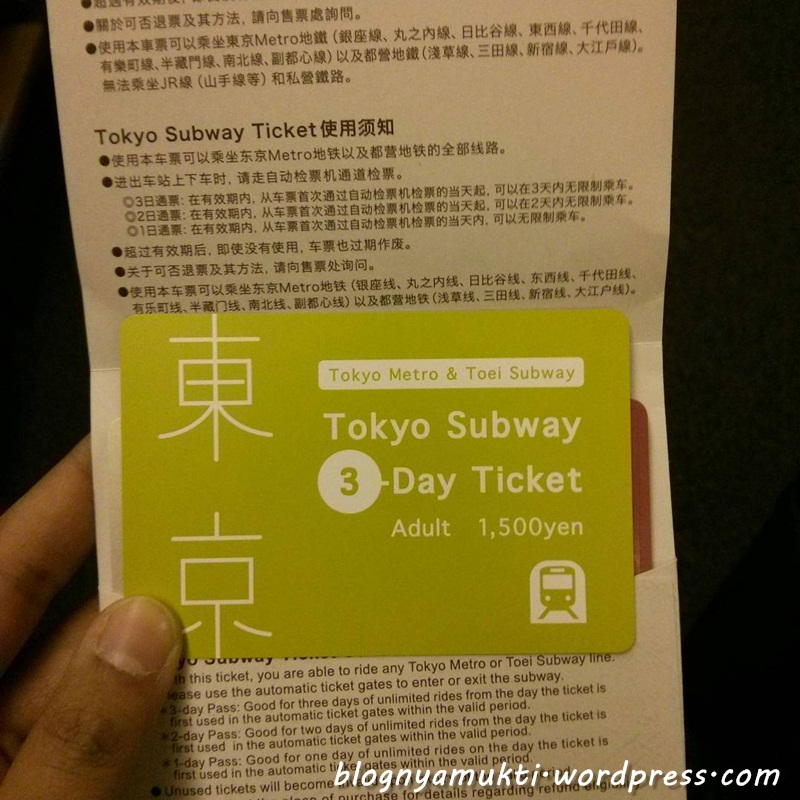 ●關於可否退票及其方法，請向售票處詢問。
●使用本車票可以乘坐東京Metro地鐵（銀座線、丸之內線、日比谷線、東西線、千代田線、
有樂町線、半藏門線、南北線、副都心線）以及都營地鐵（淺草線、三田線、新宿線、大江戶線）。
無法乘坐JR線（山手線等）和私營鐵路。
Tokyo Subway Ticket使用须知
●使用本车票可以乘坐东京Metro地铁以及都营地铁的全部线路。
●进出车站上下车时，请走自动检票机通道检票。
◎3日通票：在有效期内，从车票首次通过自动检票机检票的当天起，可以在3天内无限制乘车。
◎2日通票：在有效期内，从车票首次通过自动检票机检票的当天起，可以在2天内无限制乘车。
◎1日通票：在有效期内，从车票首次通过自动检票机检票的当天内，可以无限制乘车。
●超过有效期后，即使没有使用，车票也过期作废。
●关于可否退票及其方法，请向售票处询问。
●使用本车票可以乘坐东京Metro地铁（银座线、丸之内线、日比谷线、东西线、千代田线、
有乐町线、半藏门线、南北线、副都心线）以及都营地铁（浅草线、三田线、新宿线、大江户线）。
東京
Tokyo Metro & Toei Subway
Tokyo Subway
3-Day Ticket
Adult 1,500yen
Subway
this ticket, you are able to ride any Tokyo Metro or Toei Subway line.
use the automatic ticket gates to enter or exit the subway.
*3-day Pass: Good for three days of unlimited rides from the day the ticket is
first used in the automatic ticket gates within the valid period.
*2-day Pass: Good for two days of unlimited rides from the day the ticket is
first used in the automatic ticket gates within the valid period.
*1-day Pass: Good for one day of unlimited rides on the day the ticket is
first used in the automatic ticket gates within the valid period.
●Unused tickets will become
place of purchase for details regarding refund
blognyamukti.wordpress.com